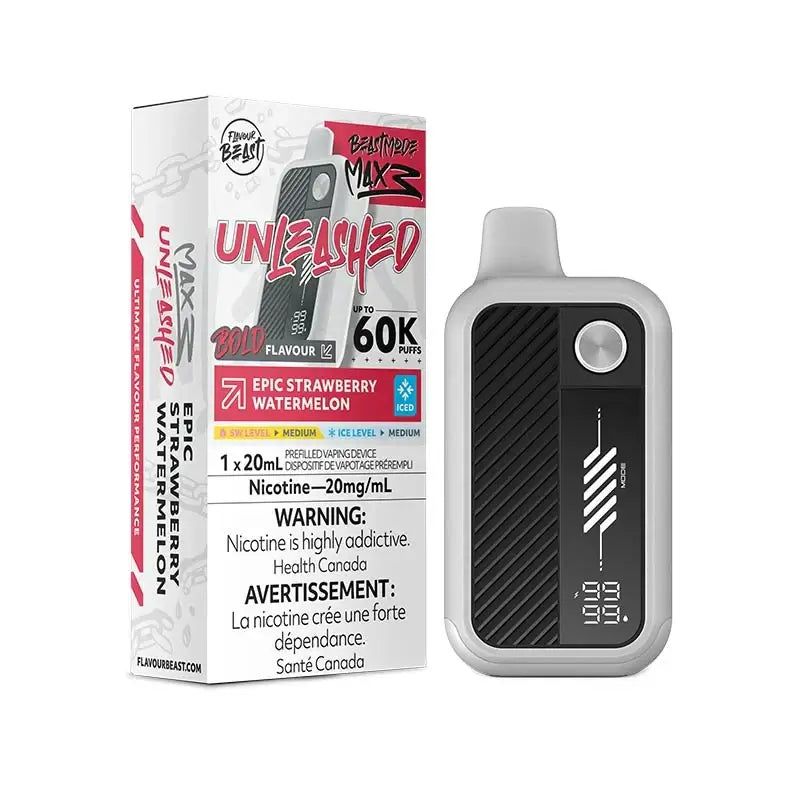 FLAVOUR
BEAST
BEASTMODE
MAX 2
UNLEASHED
UP TO
60K
PUFFS
BOLD
FLAVOUR
EPIC STRAWBERRY
WATERMELON
ICED
SW LEVEL ▸ MEDIUM
ICE LEVEL ▸ MEDIUM
1 x 20mL PREFILLED VAPING DEVICE
DISPOSITIF DE VAPOTAGE PRÉREMPLI
Nicotine—20mg/mL
WARNING:
Nicotine is highly addictive.
Health Canada
AVERTISSEMENT :
La nicotine crée une forte
dépendance.
Santé Canada
MAX 2
UNLEASHED
ULTIMATE FLAVOUR PERFORMANCE
EPIC
STRAWBERRY
WATERMELON
FLAVOURBEAST.COM
MODE